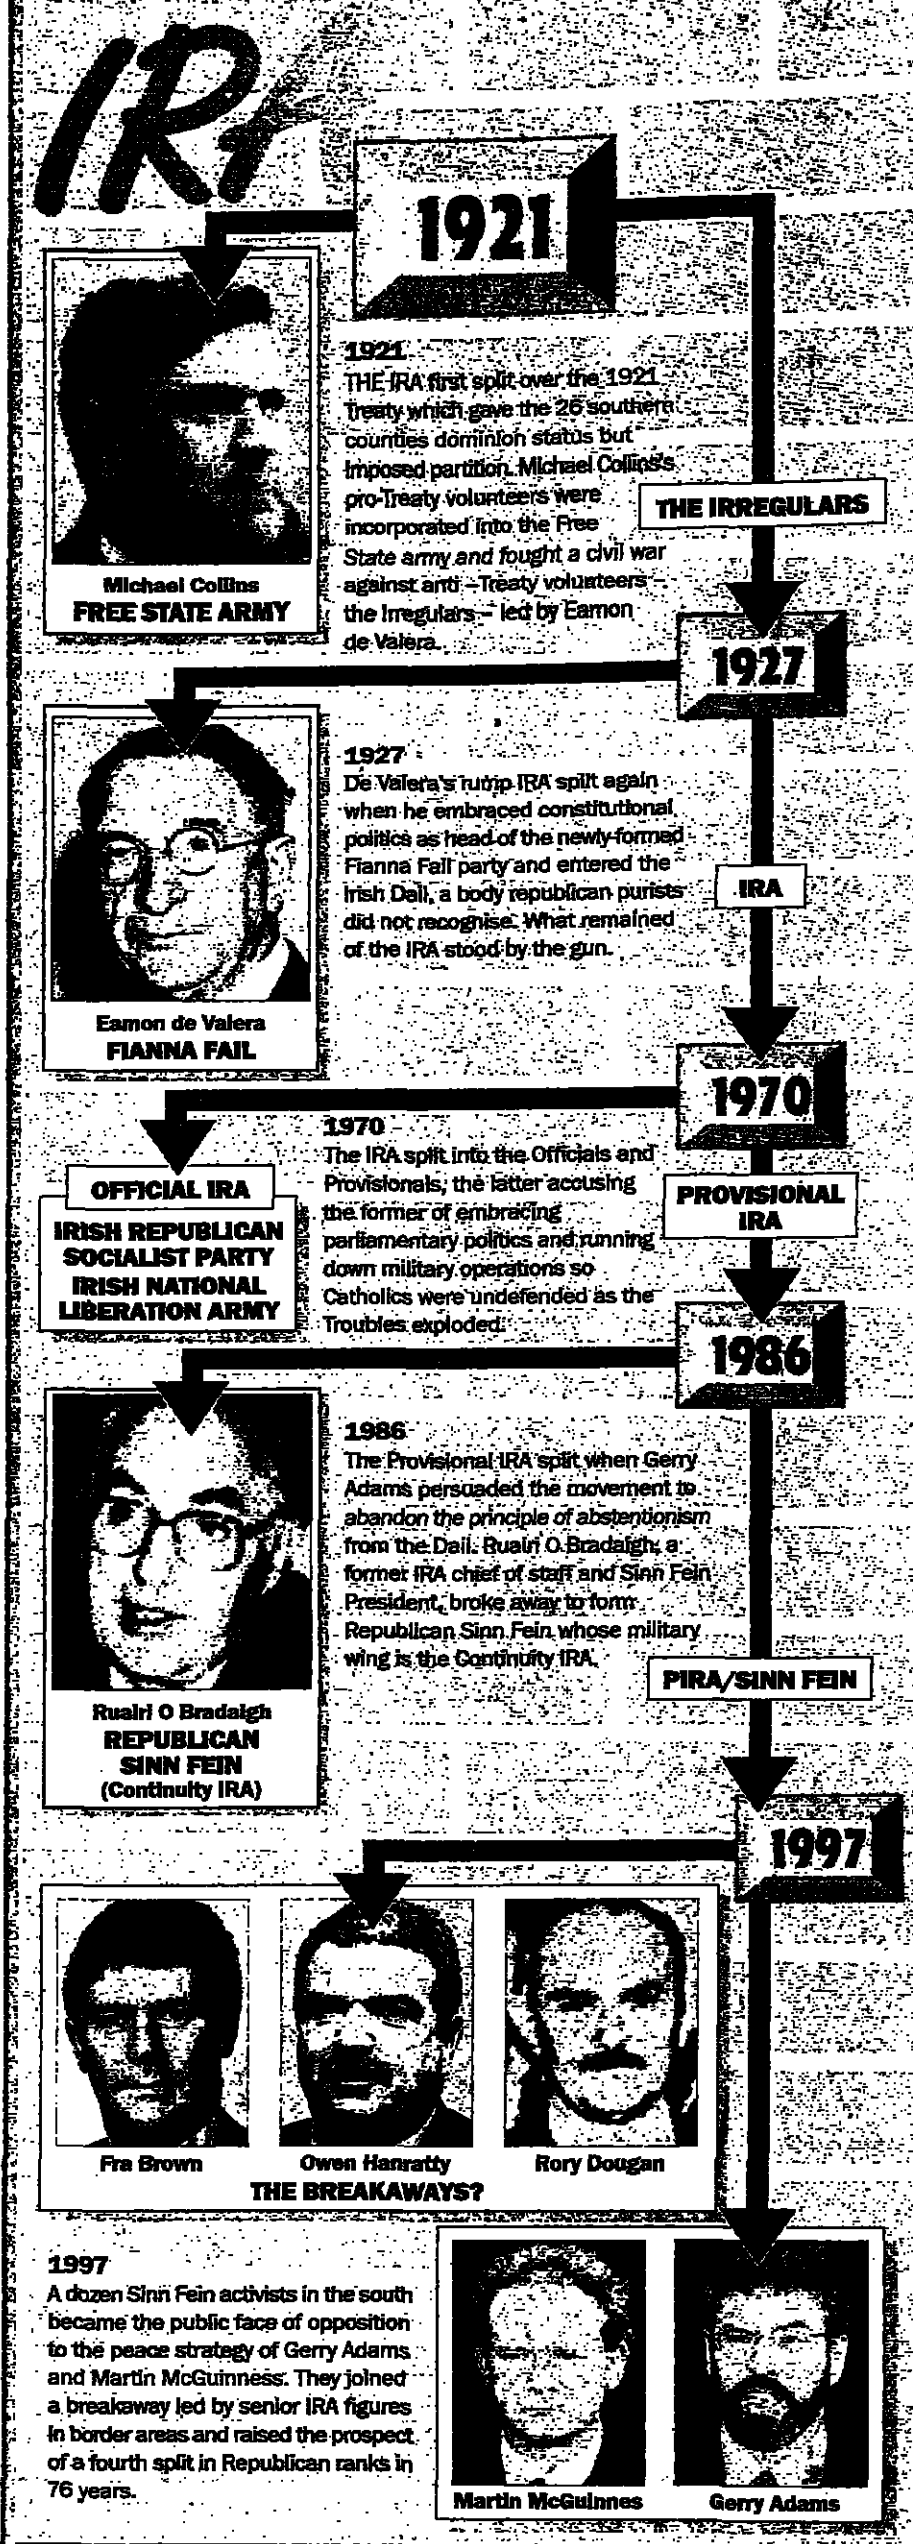 IRA
1921
1921
THE IRA first split over the 1921
Treaty which gave the 26 southern
counties dominion status but
imposed partition. Michael Collins's
pro-Treaty volunteers were
incorporated into the Free
State army and fought a civil war
against anti –Treaty volunteers –
the Irregulars – led by Eamon
de Valera.
Michael Collins
FREE STATE ARMY
THE IRREGULARS
1927
1927
De Valera's rump IRA split again
when he embraced constitutional
politics as head of the newly-formed
Fianna Fail party and entered the
Irish Dail, a body republican purists
did not recognise. What remained
of the IRA stood by the gun.
Eamon de Valera
FIANNA FAIL
IRA
1970
1970
The IRA split into the Officials and
Provisionals, the latter accusing
the former of embracing
parliamentary politics and running
down military operations so
Catholics were undefended as the
Troubles exploded.
OFFICIAL IRA
IRISH REPUBLICAN
SOCIALIST PARTY
IRISH NATIONAL
LIBERATION ARMY
PROVISIONAL
IRA
1986
1986
The Provisional IRA split when Gerry
Adams persuaded the movement to
abandon the principle of abstentionism
from the Dail. Ruairi O Bradaigh, a
former IRA chief of staff and Sinn Fein
President, broke away to form
Republican Sinn Fein whose military
wing is the Continuity IRA.
Ruairi O Bradaigh
REPUBLICAN
SINN FEIN
(Continuity IRA)
PIRA/SINN FEIN
1997
Fra Brown
Owen Hanratty
Rory Dougan
THE BREAKAWAYS?
1997
A dozen Sinn Fein activists in the south
became the public face of opposition
to the peace strategy of Gerry Adams
and Martin McGuinness. They joined
a breakaway led by senior IRA figures
in border areas and raised the prospect
of a fourth split in Republican ranks in
76 years.
Martin McGuinnes
Gerry Adams